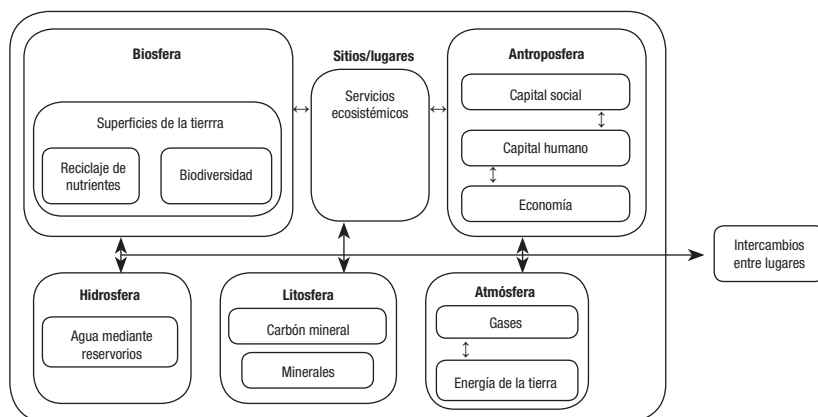 Biosfera
Superficies de la tierrra
Reciclaje de
nutrientes
Biodiversidad
Sitios/lugares
Servicios
ecosistémicos
Antroposfera
Capital social
Capital humano
Economía
Intercambios
entre lugares
Hidrosfera
Agua mediante
reservorios
Litosfera
Carbón mineral
Minerales
Atmósfera
Gases
Energía de la tierra